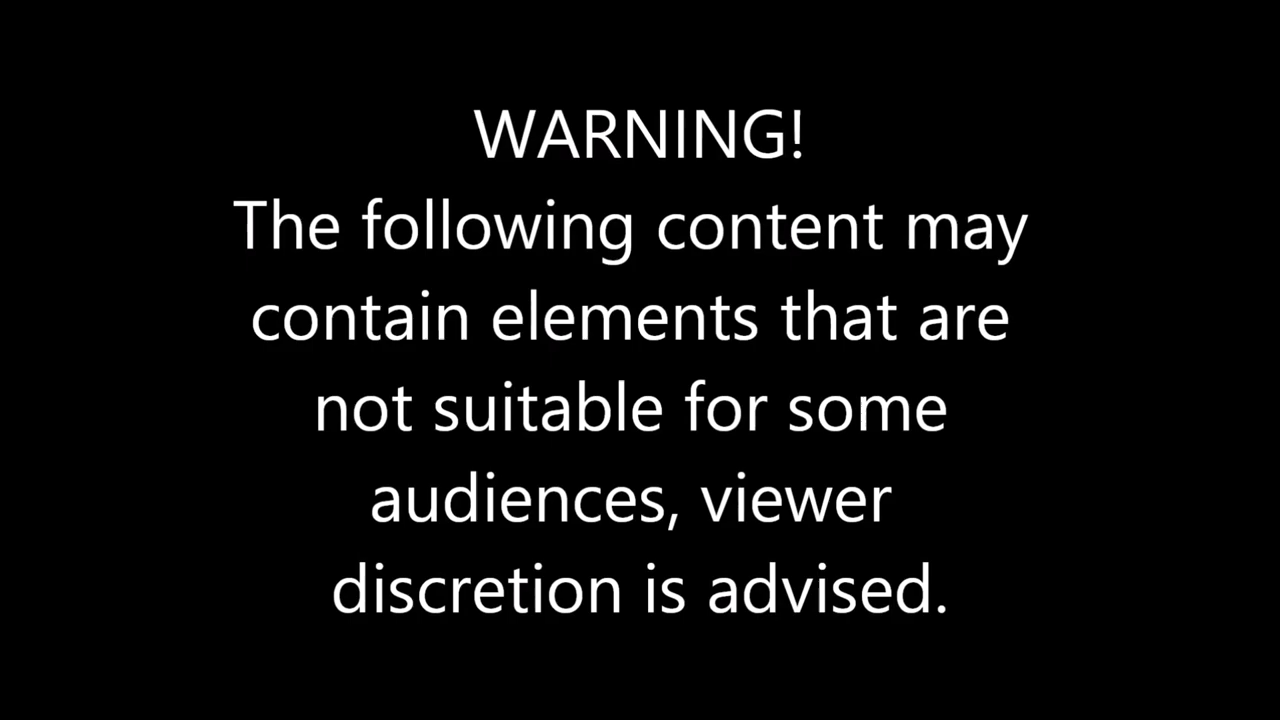 WARNING!
The following content may
contain elements that are
not suitable for some
audiences, viewer
discretion is advised.